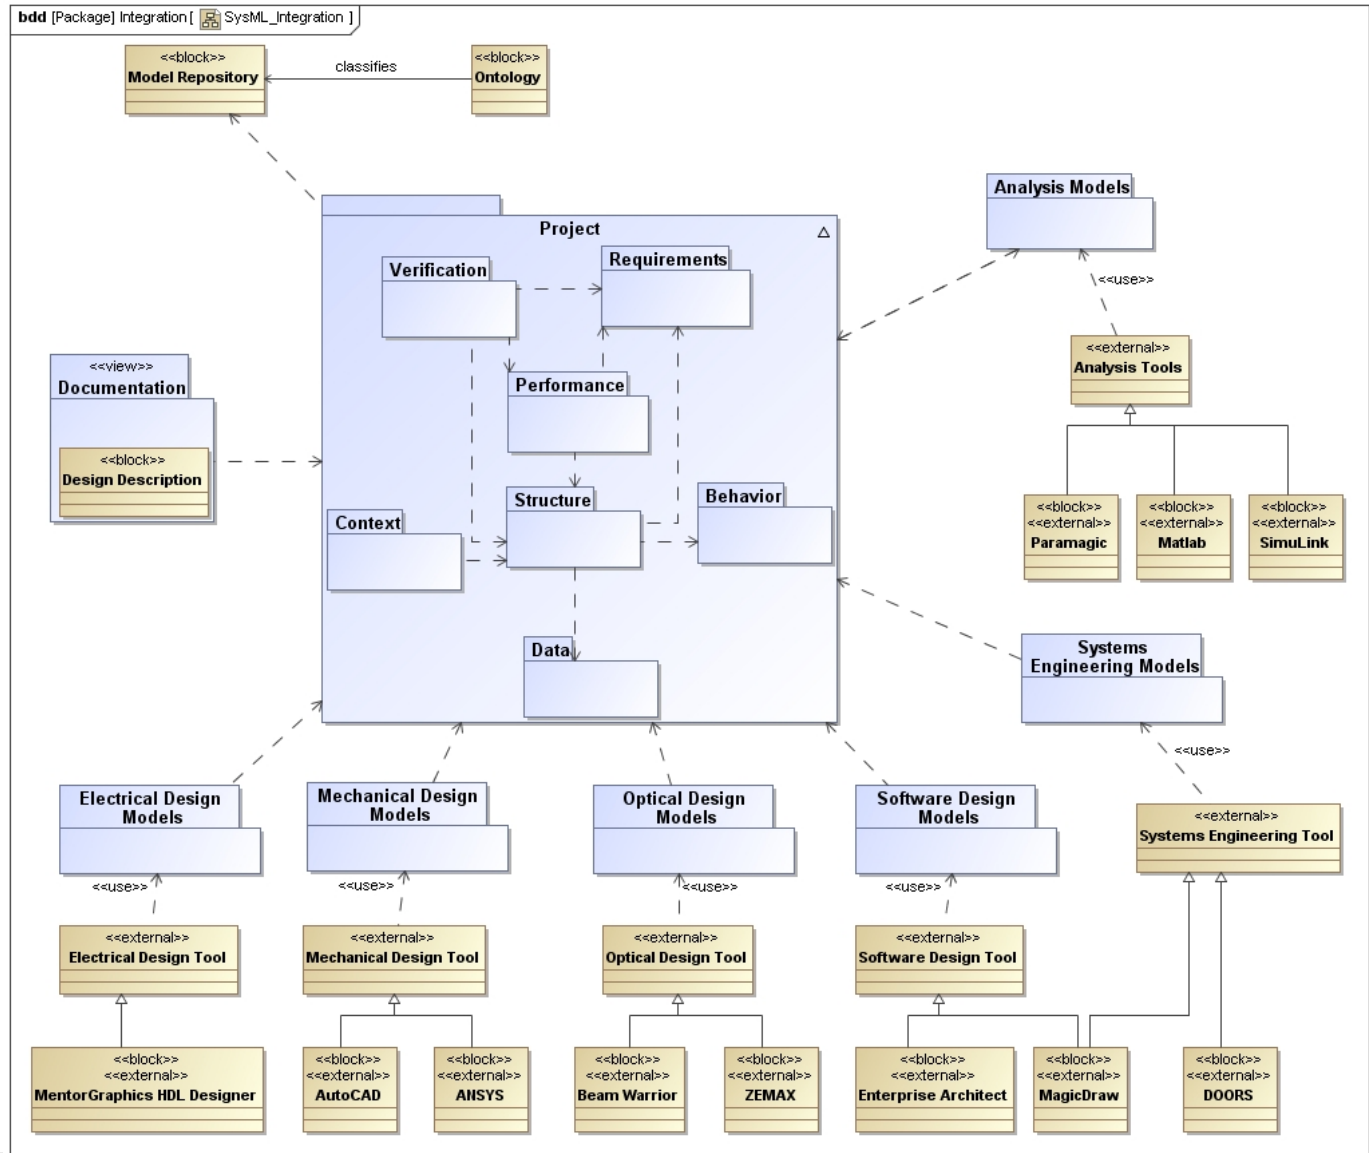 bdd [Package] Integration [ SysML_Integration ]
<<block>>
Model Repository
classifies
<<block>>
Ontology
Analysis Models
<<use>>
<<external>>
Analysis Tools
<<block>>
<<external>>
Paramagic
<<block>>
<<external>>
Matlab
<<block>>
<<external>>
SimuLink
Project
Verification
Requirements
Performance
Structure
Behavior
Context
Data
<<view>>
Documentation
<<block>>
Design Description
Systems
Engineering Models
<<use>>
<<external>>
Systems Engineering Tool
Electrical Design
Models
<<use>>
<<external>>
Electrical Design Tool
<<block>>
<<external>>
MentorGraphics HDL Designer
Mechanical Design
Models
<<use>>
<<external>>
Mechanical Design Tool
<<block>>
<<external>>
AutoCAD
<<block>>
<<external>>
ANSYS
Optical Design
Models
<<use>>
<<external>>
Optical Design Tool
<<block>>
<<external>>
Beam Warrior
<<block>>
<<external>>
ZEMAX
Software Design
Models
<<use>>
<<external>>
Software Design Tool
<<block>>
<<external>>
Enterprise Architect
<<block>>
<<external>>
MagicDraw
<<block>>
<<external>>
DOORS